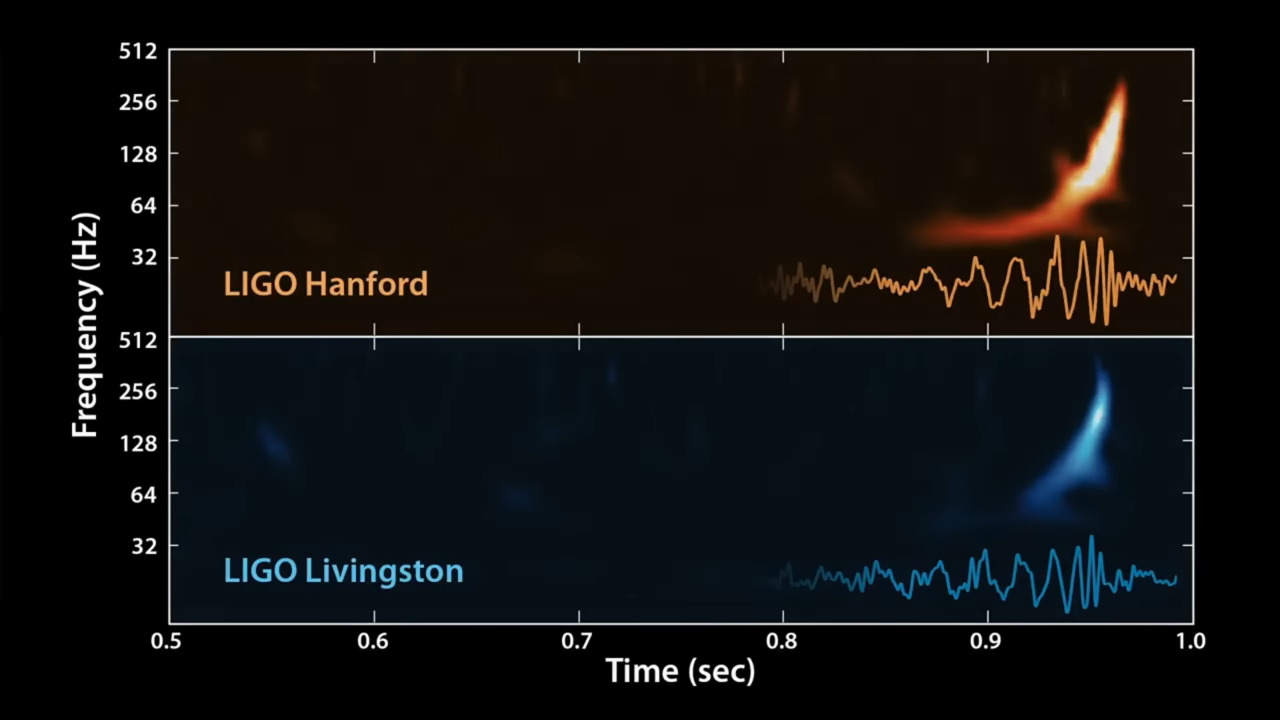 Frequency (Hz)
512
256
128
64
32
LIGO Hanford
512
256
128
64
32
LIGO Livingston
0.5 0.6 0.7 0.8 0.9 1.0
Time (sec)